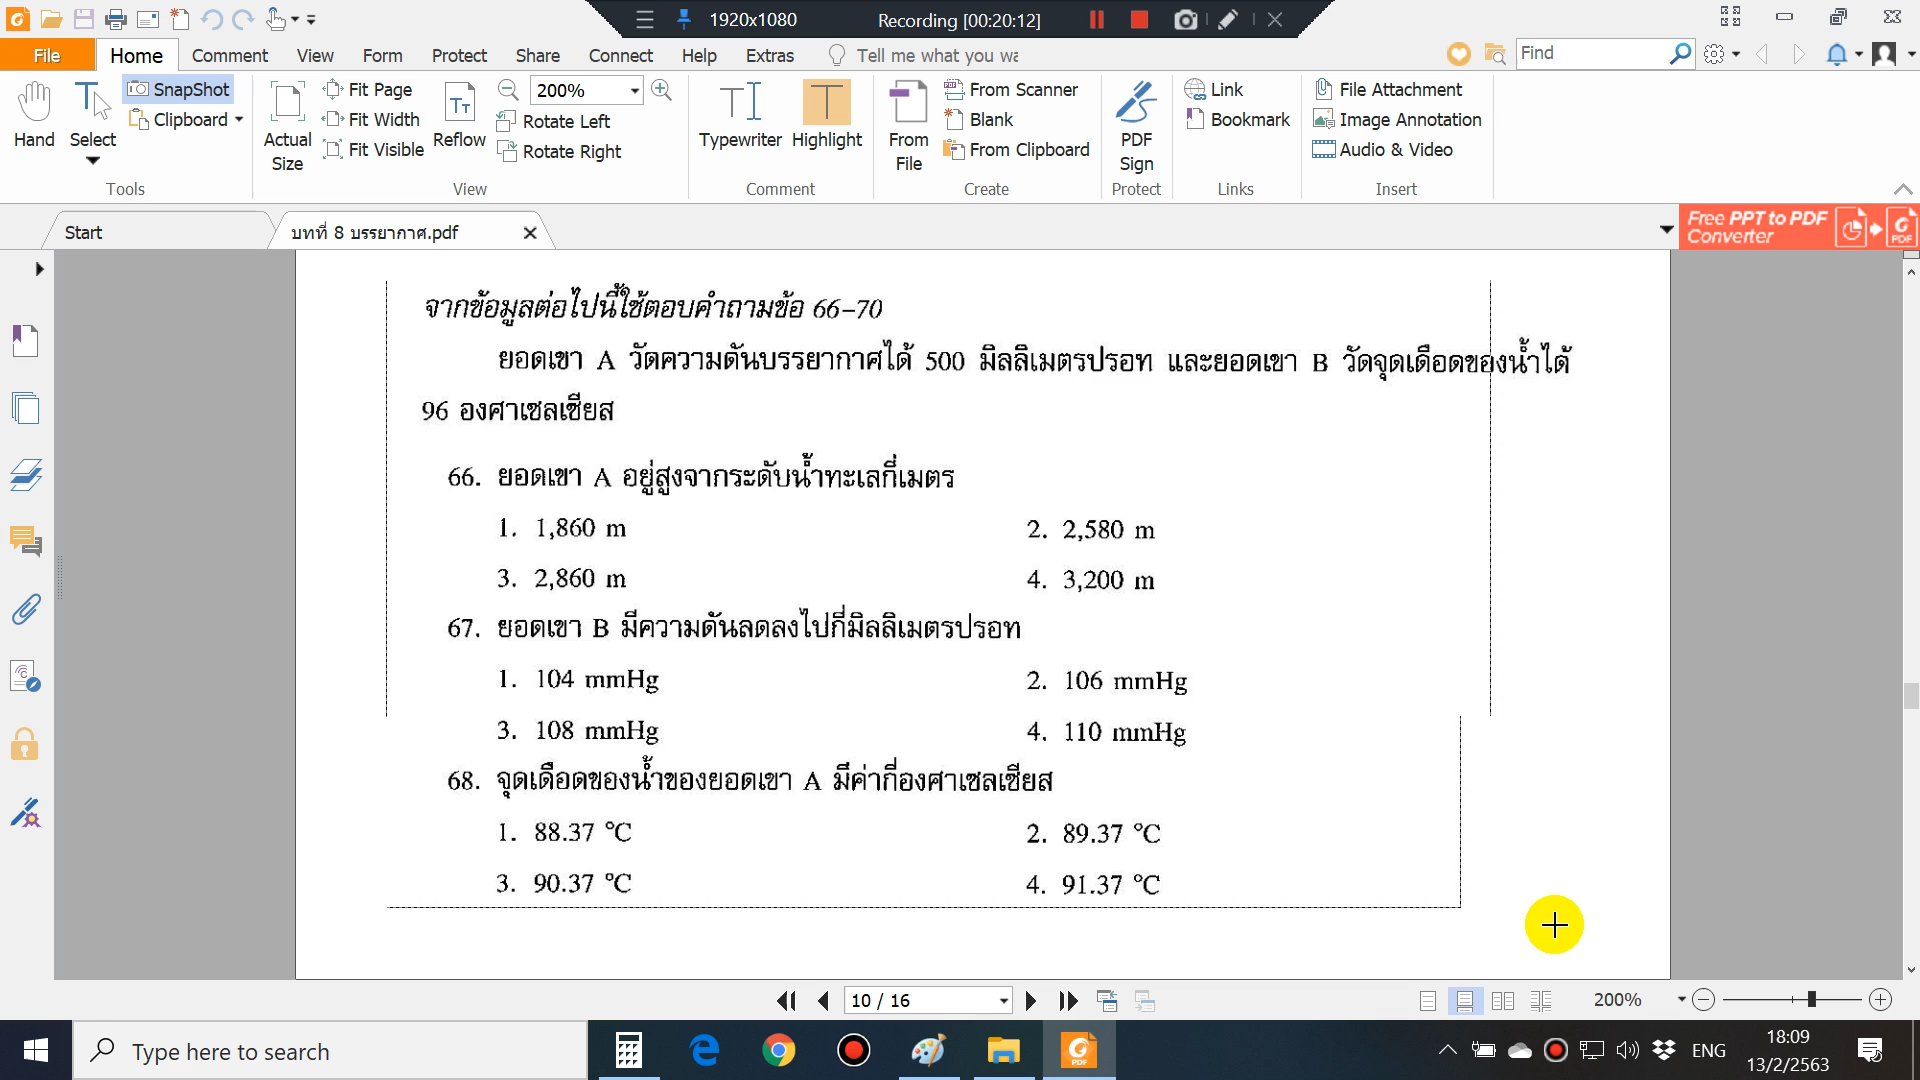 1920x1080
Recording [00:20:12]
File
Home
Comment
View
Form
Protect
Share
Connect
Help
Extras
Tell me what you wa
Find
Hand
Select
SnapShot
Clipboard
Tools
Actual Size
Fit Page
Fit Width
Fit Visible
Reflow
200%
Rotate Left
Rotate Right
View
Typewriter
Highlight
Comment
From File
From Scanner
Blank
From Clipboard
Create
PDF Sign
Protect
Link
Bookmark
Links
File Attachment
Image Annotation
Audio & Video
Insert
Start
บทที่ 8 บรรยากาศ.pdf
Free PPT to PDF
Converter
จากข้อมูลต่อไปนี้ใช้ตอบคำถามข้อ 66-70
ยอดเขา A วัดความดันบรรยากาศได้ 500 มิลลิเมตรปรอท และยอดเขา B วัดจุดเดือดของน้ำได้
96 องศาเซลเซียส
66. ยอดเขา A อยู่สูงจากระดับน้ำทะเลกี่เมตร
1. 1,860 m 2. 2,580 m
3. 2,860 m 4. 3,200 m
67. ยอดเขา B มีความดันลดลงไปกี่มิลลิเมตรปรอท
1. 104 mmHg 2. 106 mmHg
3. 108 mmHg 4. 110 mmHg
68. จุดเดือดของน้ำของยอดเขา A มีค่ากี่องศาเซลเซียส
1. 88.37 °C 2. 89.37 °C
3. 90.37 °C 4. 91.37 °C
10 / 16
200%
Type here to search
ENG
18:09
13/2/2563